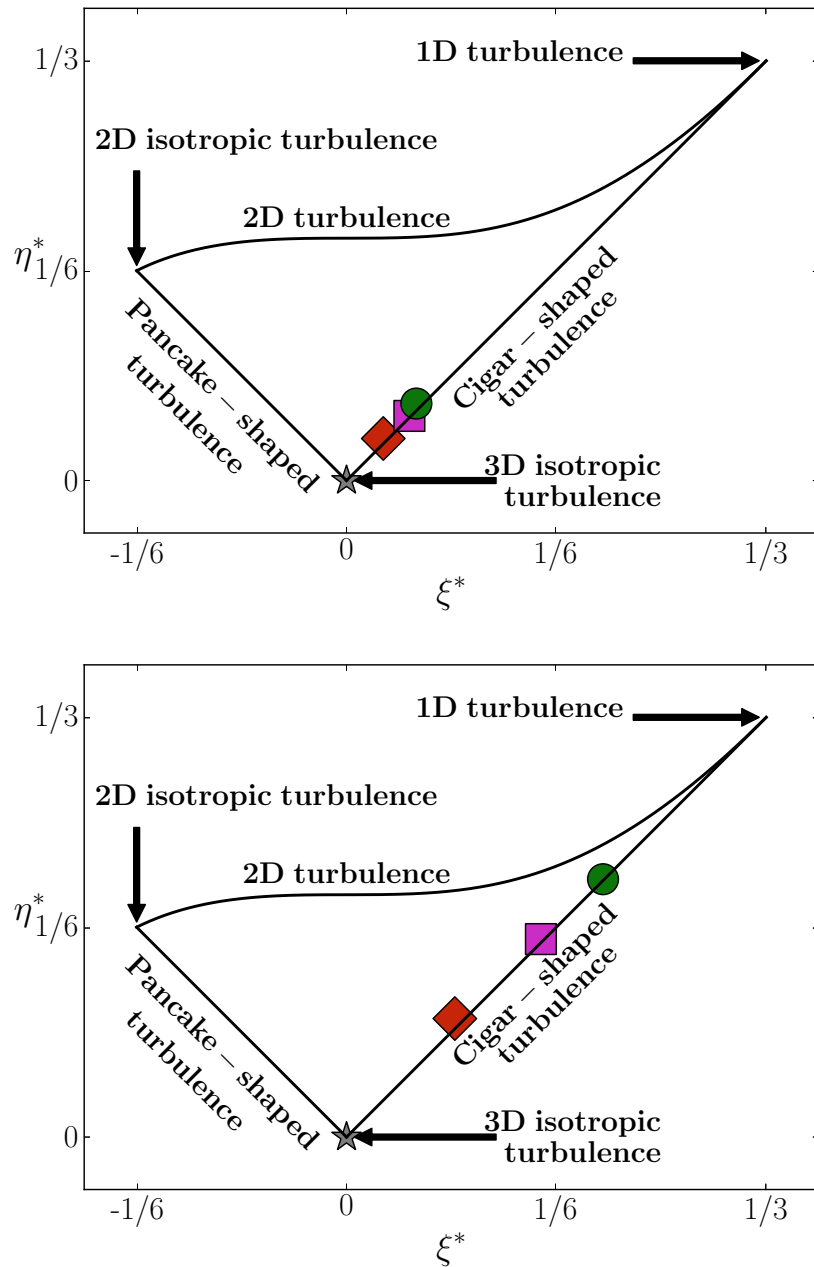 1/3
1D turbulence
2D isotropic turbulence
2D turbulence
η*
1/6
Pancake – shaped
turbulence
Cigar – shaped
turbulence
3D isotropic
turbulence
0
-1/6 0 1/6 1/3
ξ*
1/3
1D turbulence
2D isotropic turbulence
2D turbulence
η*
1/6
Pancake – shaped
turbulence
Cigar – shaped
turbulence
3D isotropic
turbulence
0
-1/6 0 1/6 1/3
ξ*